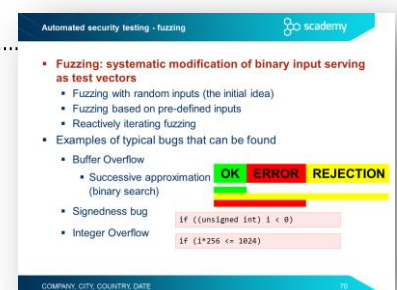 Automated security testing - fuzzing
scademy
Fuzzing: systematic modification of binary input serving
as test vectors
Fuzzing with random inputs (the initial idea)
Fuzzing based on pre-defined inputs
Reactively iterating fuzzing
Examples of typical bugs that can be found
Buffer Overflow
Successive approximation
(binary search)
OK ERROR REJECTION
Signedness bug
if ((unsigned int) i < 0)
Integer Overflow
if (i*256 <= 1024)
COMPANY, CITY, COUNTRY, DATE
70